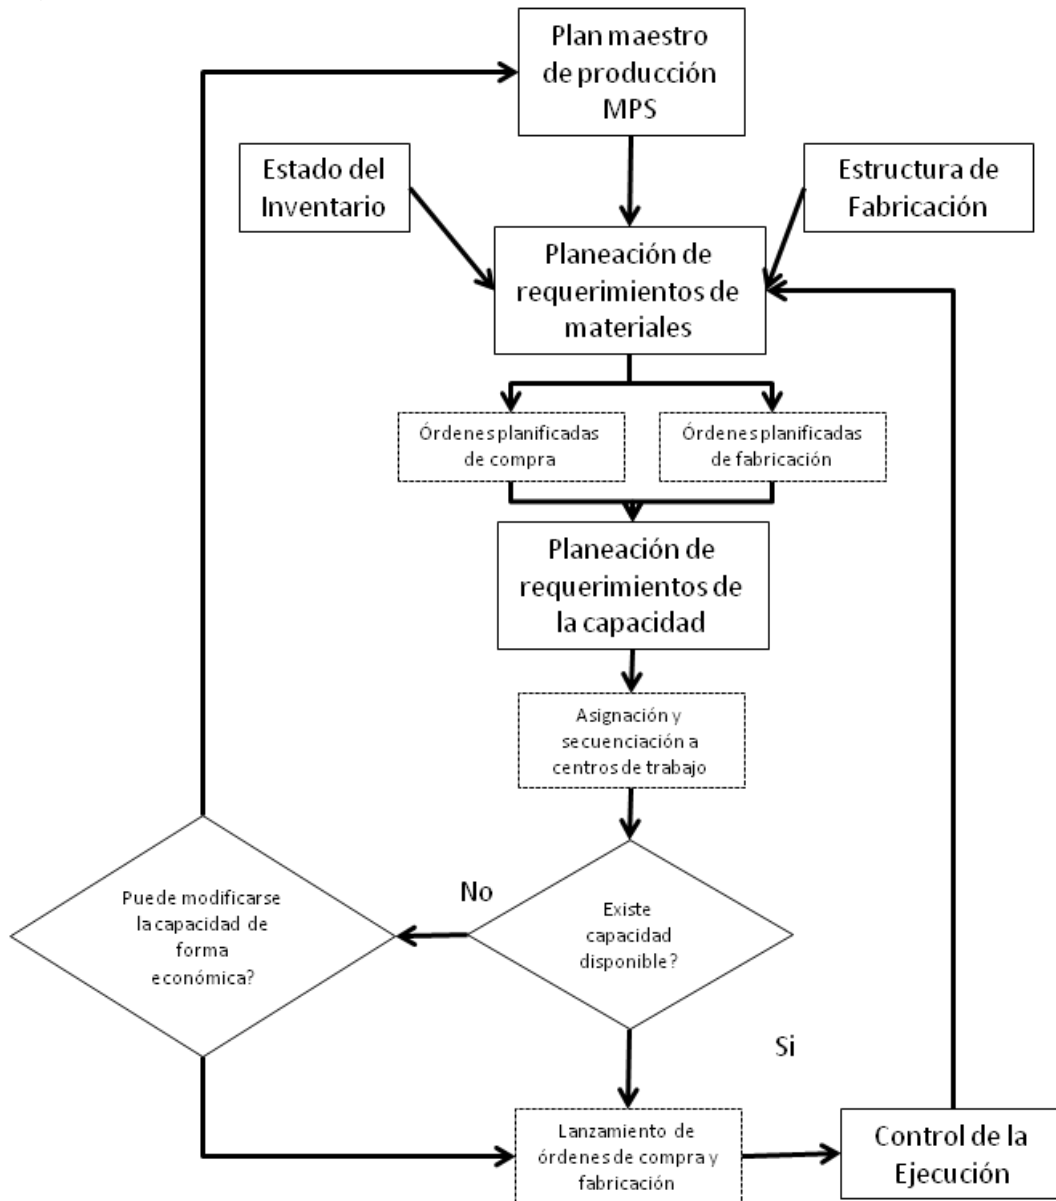 Plan maestro
de producción
MPS
Estado del
Inventario
Estructura de
Fabricación
Planeación de
requerimientos de
materiales
Órdenes planificadas
de compra
Órdenes planificadas
de fabricación
Planeación de
requerimientos de
la capacidad
Asignación y
secuenciación a
centros de trabajo
Puede modificarse
la capacidad de
forma
económica?
No
Existe
capacidad
disponible?
Si
Lanzamiento de
órdenes de compra y
fabricación
Control de la
Ejecución